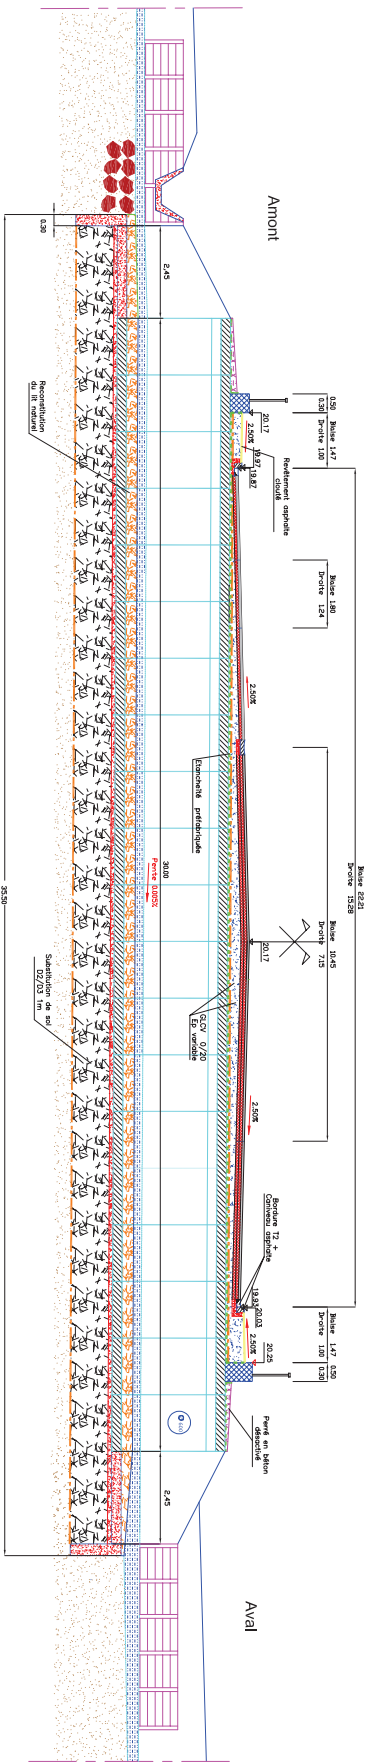 Amont
Aval
0.50
0.30
Biaise 1.47
Droite 1.00
Biaise 22.21
Droite 15.28
Biaise 1.80
Droite 1.24
Biaise 10.45
Droite 7.15
Biaise 1.47
Droite 1.00
0.50
0.30
20.17
2.50%
19.97
19.87
Revêtement asphalte
clouté
2.50%
20.17
2.50%
Bordure T2 +
Caniveau asphalte
19.93
20.03
2.50%
20.25
Perré en béton
désactivé
Etancheité préfabriquée
GLCV 0/20
Ep variable
2.45
30.00
Pente 0.005%
2.45
0.30
Reconstitution
du lit naturel
Substitution de sol
D2/D3 1m
35.50